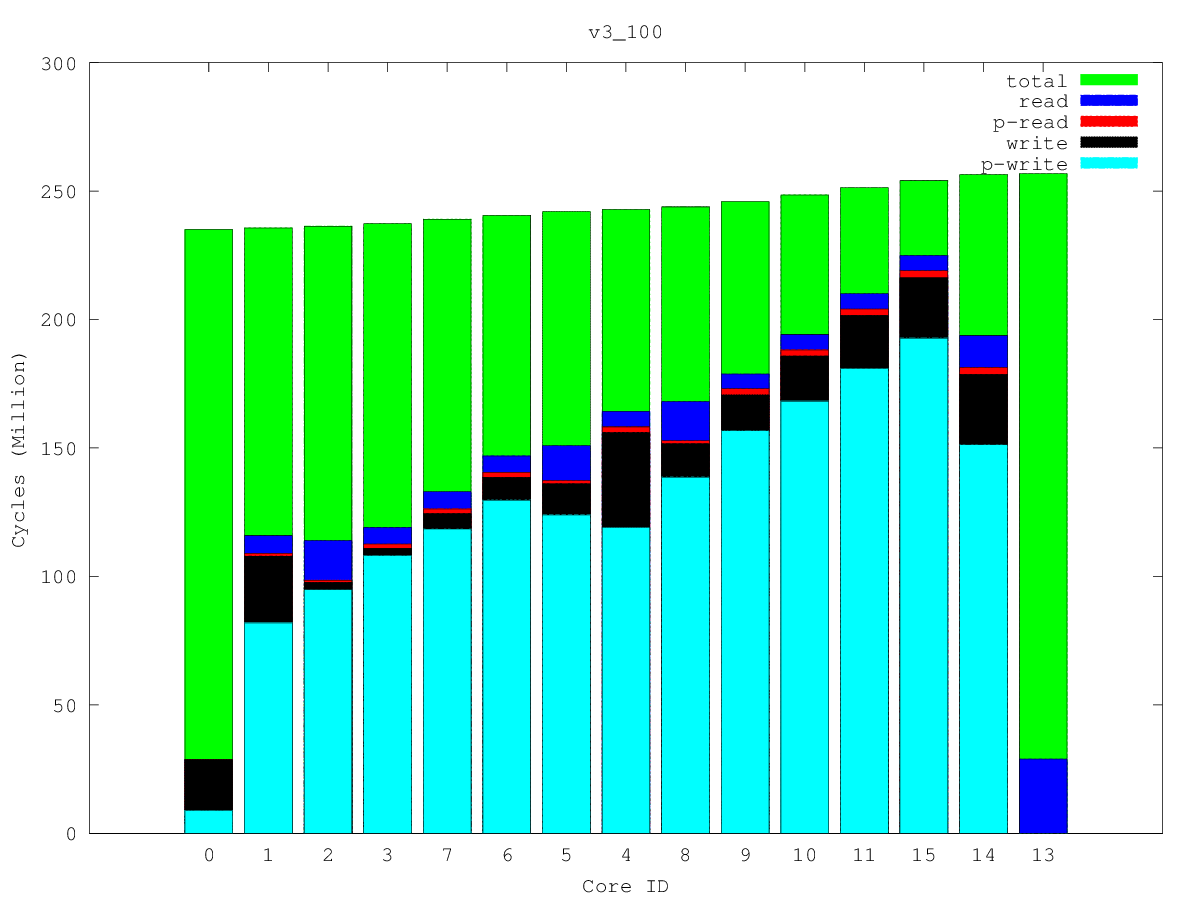 v3_100
300
250
200
150
100
50
0
Cycles (Million)
total
read
p-read
write
p-write
0 1 2 3 7 6 5 4 8 9 10 11 15 14 13
Core ID